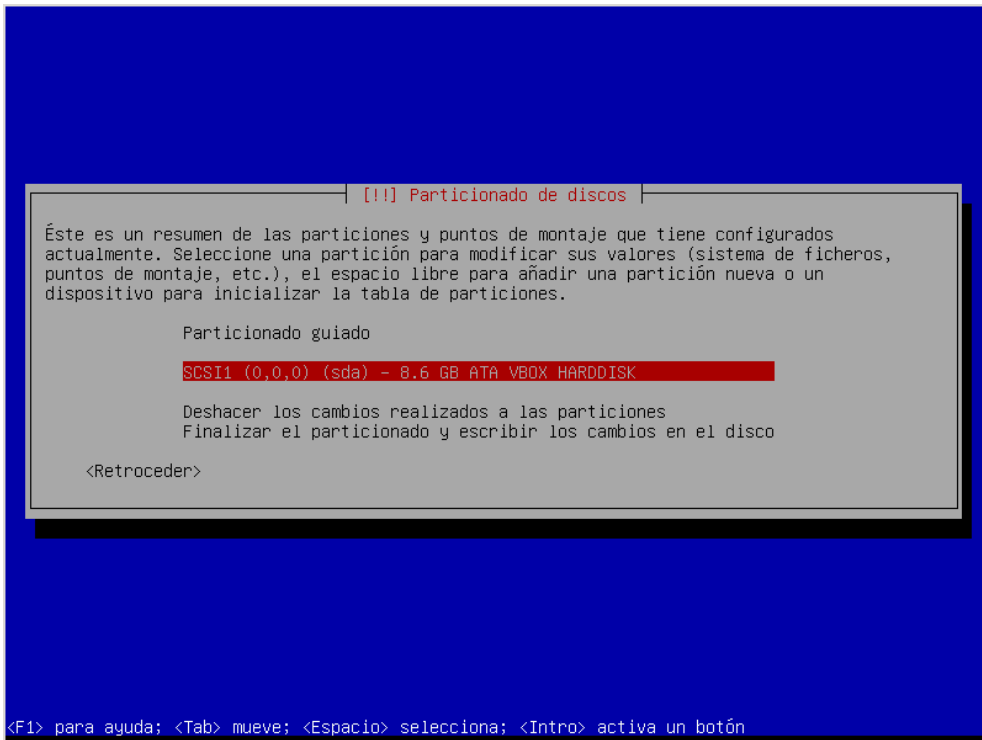 [!!] Particionado de discos
Éste es un resumen de las particiones y puntos de montaje que tiene configurados
actualmente. Seleccione una partición para modificar sus valores (sistema de ficheros,
puntos de montaje, etc.), el espacio libre para añadir una partición nueva o un
dispositivo para inicializar la tabla de particiones.
Particionado guiado
SCSI1 (0,0,0) (sda) – 8.6 GB ATA VBOX HARDDISK
Deshacer los cambios realizados a las particiones
Finalizar el particionado y escribir los cambios en el disco
<Retroceder>
<F1> para ayuda; <Tab> mueve; <Espacio> selecciona; <Intro> activa un botón